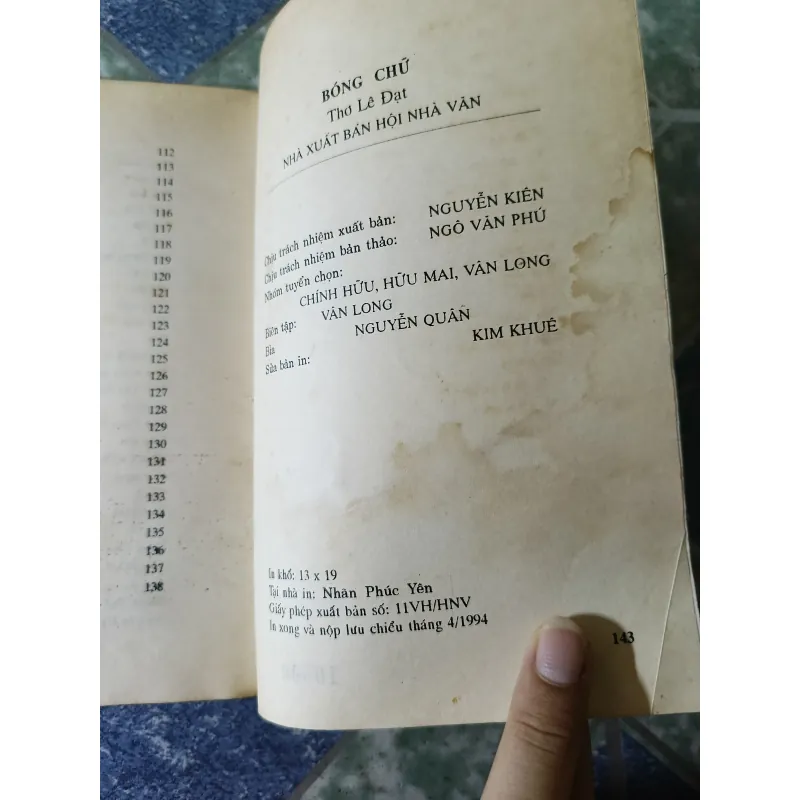 112
113
114
115
116
117
118
119
120
121
122
123
124
125
126
127
128
129
130
131
132
133
134
135
136
137
138
BÓNG CHỮ
Thơ Lê Đạt
NHÀ XUẤT BẢN HỘI NHÀ VĂN
Chịu trách nhiệm xuất bản: NGUYỄN KIÊN
Chịu trách nhiệm bản thảo: NGÔ VĂN PHÚ
Nhóm tuyển chọn:
CHÍNH HỮU, HỮU MAI, VÂN LONG
Biên tập: VÂN LONG
Bìa NGUYỄN QUÂN
Sửa bản in: KIM KHUÊ
In khổ: 13 x 19
Tại nhà in: Nhân Phúc Yên
Giấy phép xuất bản số: 11VH/HNV
In xong và nộp lưu chiểu tháng 4/1994
143